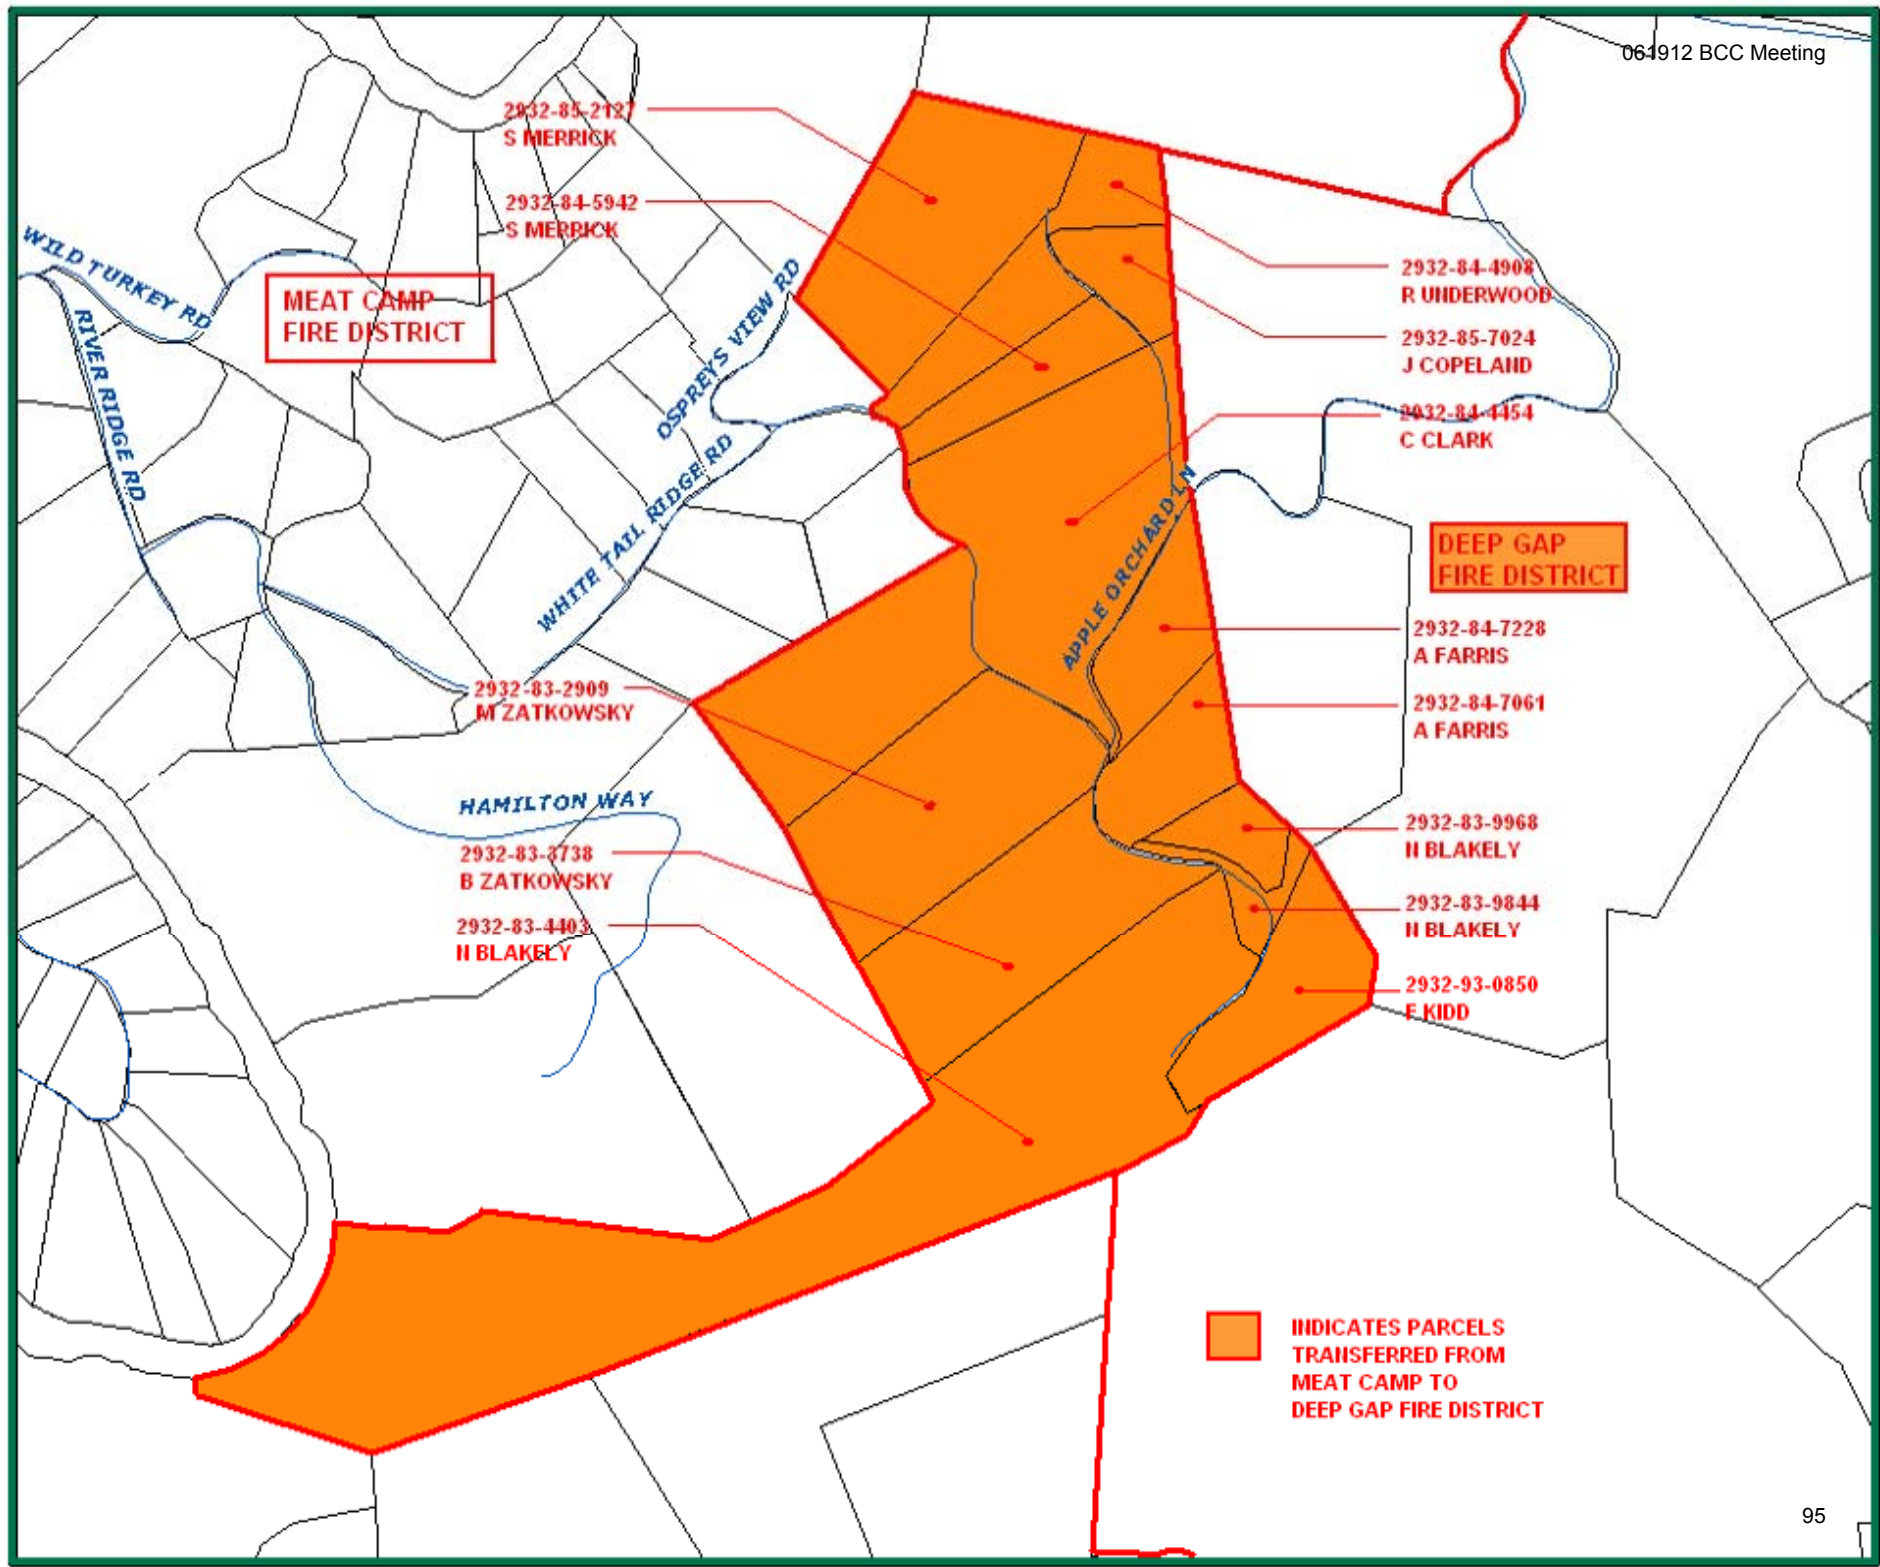 061912 BCC Meeting
2932-85-2127
S MERRICK
2932-84-5942
S MERRICK
WILD TURKEY RD
MEAT CAMP
FIRE DISTRICT
RIVER RIDGE RD
OSPREYS VIEW RD
WHITE TAIL RIDGE RD
2932-84-4908
R UNDERWOOD
2932-85-7024
J COPELAND
2932-84-4454
C CLARK
APPLE ORCHARD LN
DEEP GAP
FIRE DISTRICT
2932-84-7228
A FARRIS
2932-84-7061
A FARRIS
2932-83-2909
M ZATKOWSKY
HAMILTON WAY
2932-83-3738
B ZATKOWSKY
2932-83-4403
N BLAKELY
2932-83-9968
N BLAKELY
2932-83-9844
N BLAKELY
2932-93-0850
F KIDD
INDICATES PARCELS
TRANSFERRED FROM
MEAT CAMP TO
DEEP GAP FIRE DISTRICT
95